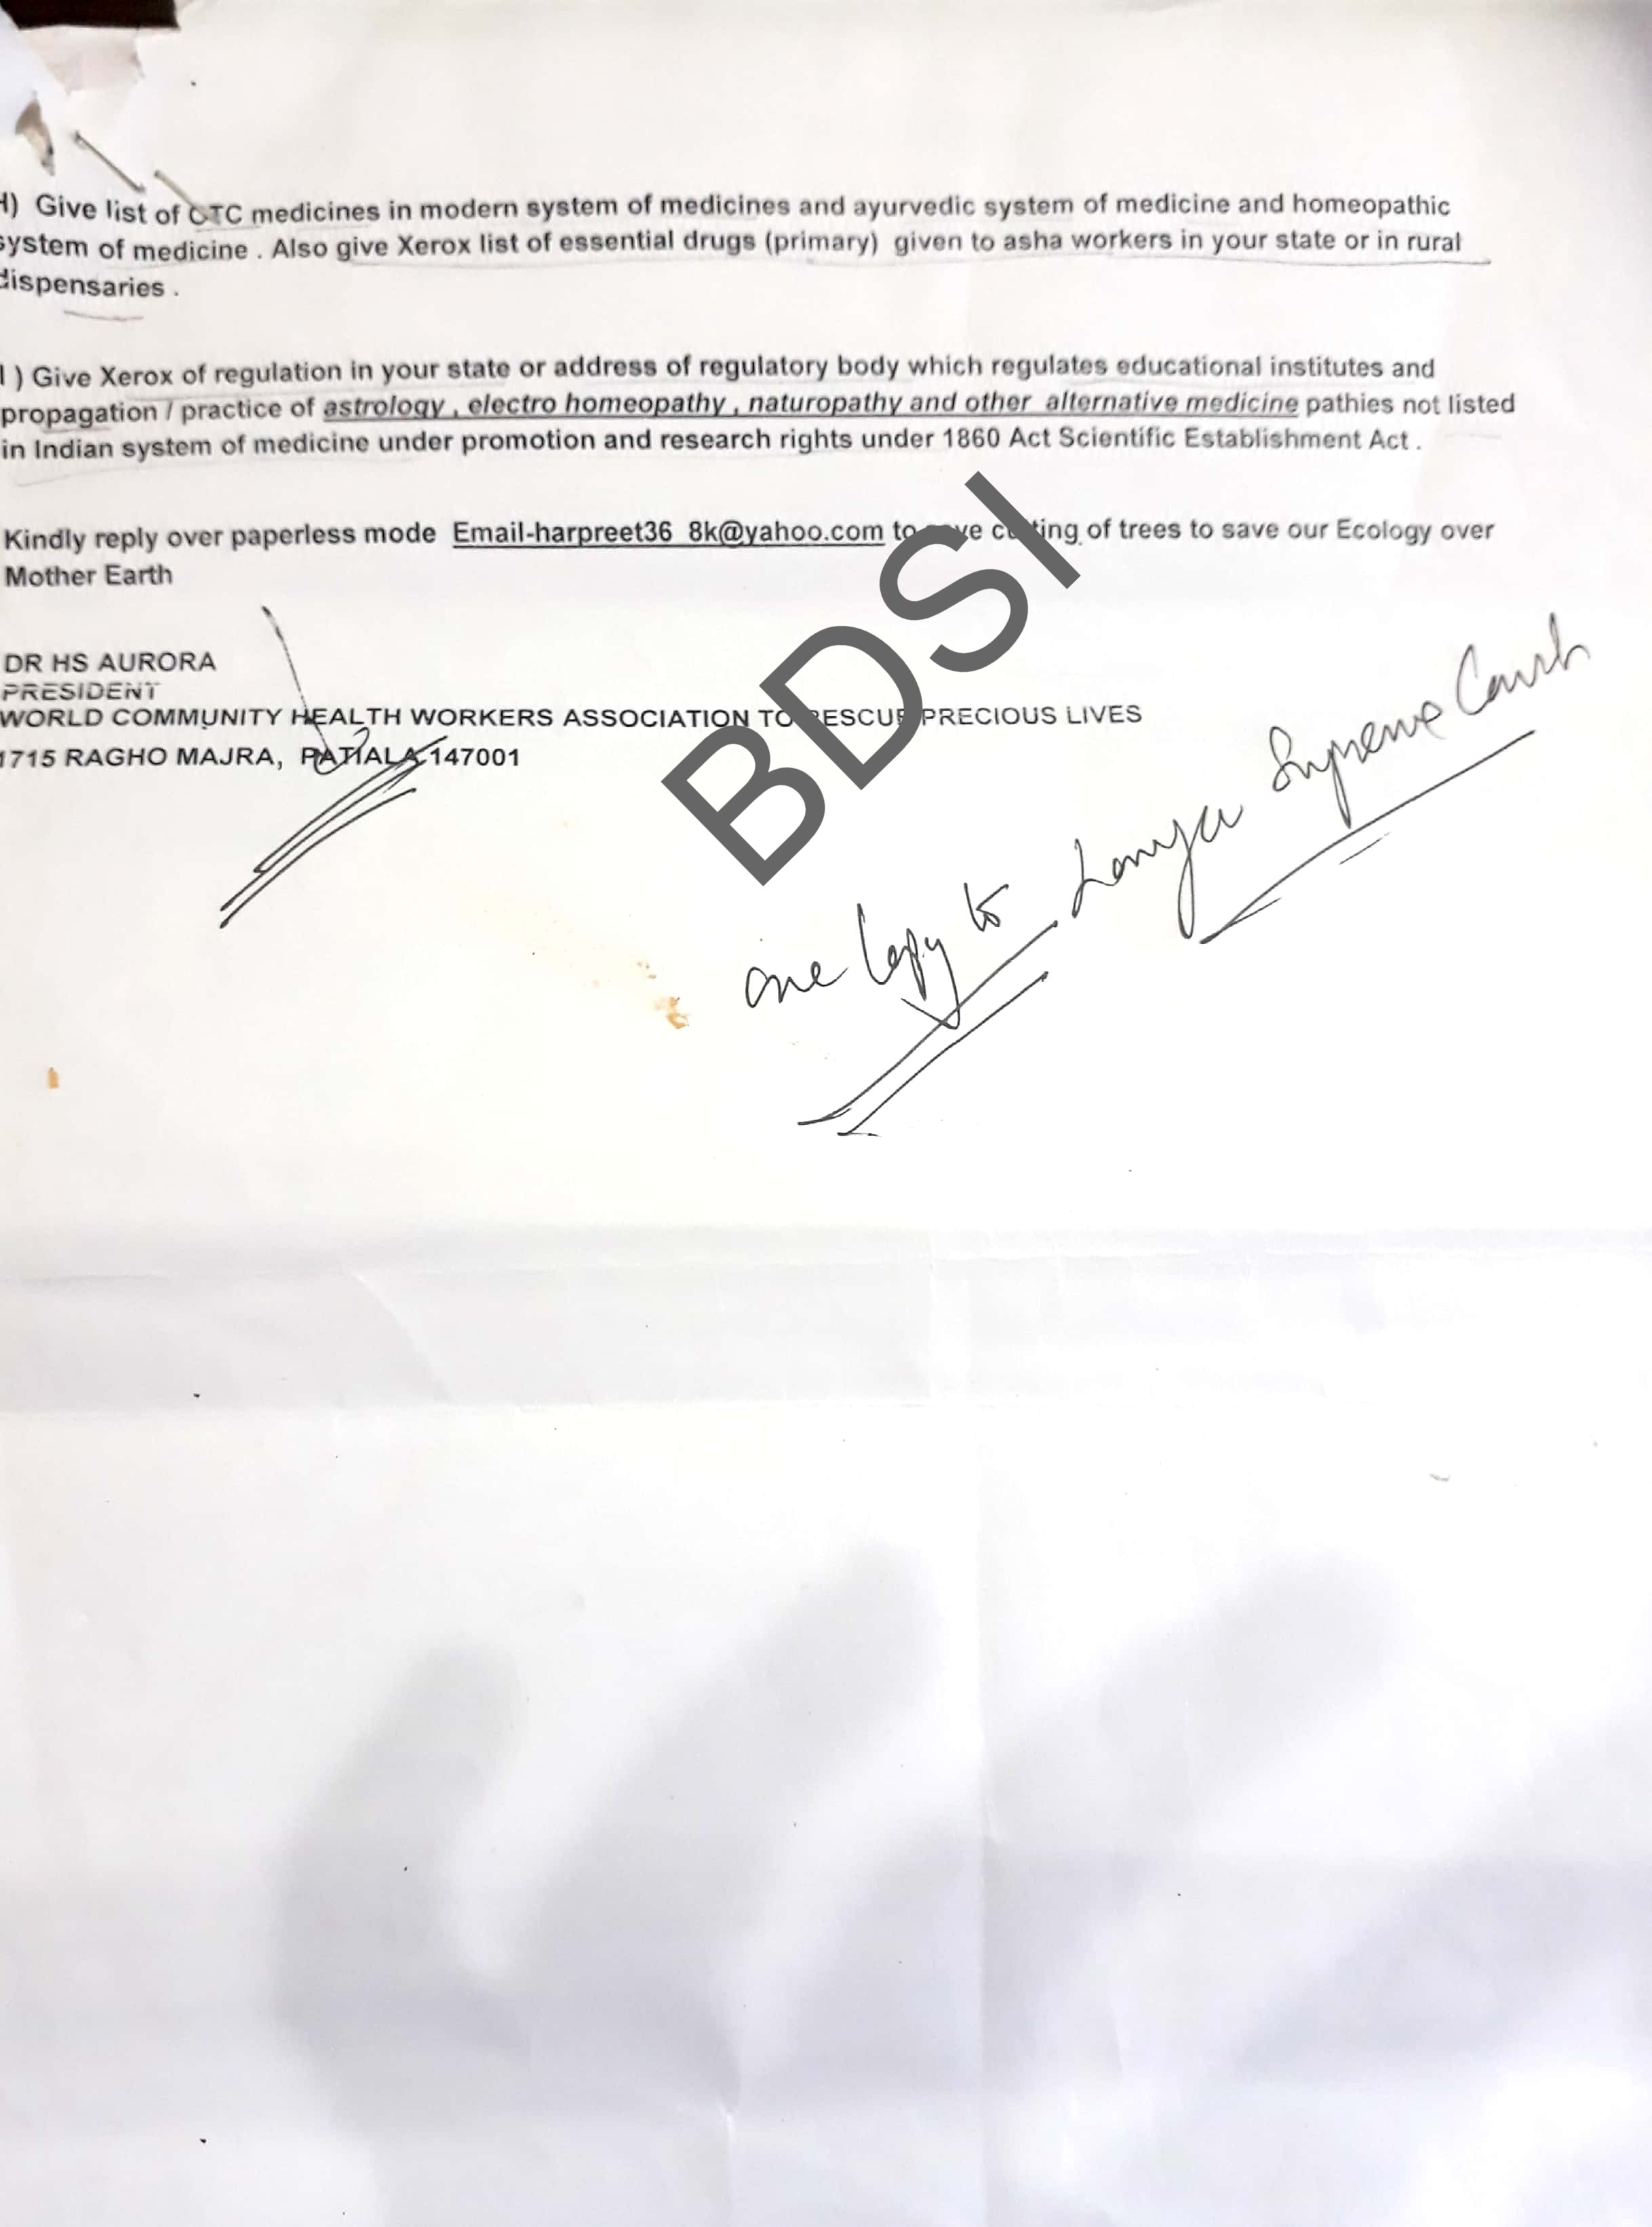 H) Give list of OTC medicines in modern system of medicines and ayurvedic system of medicine and homeopathic
system of medicine . Also give Xerox list of essential drugs (primary) given to asha workers in your state or in rural
dispensaries .
I ) Give Xerox of regulation in your state or address of regulatory body which regulates educational institutes and
propagation / practice of astrology , electro homeopathy , naturopathy and other alternative medicine pathies not listed
in Indian system of medicine under promotion and research rights under 1860 Act Scientific Establishment Act .
Kindly reply over paperless mode Email-harpreet36 8k@yahoo.com to save cutting of trees to save our Ecology over
Mother Earth
DR HS AURORA
PRESIDENT
WORLD COMMUNITY HEALTH WORKERS ASSOCIATION TO RESCUE PRECIOUS LIVES
1715 RAGHO MAJRA, PATIALA 147001
BDSI
one Copy to Supreme Court